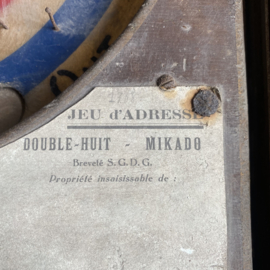 JEU d'ADRESSE
DOUBLE-HUIT - MIKADO
Breveté S. G. D. G.
Propriété insaisissable de :